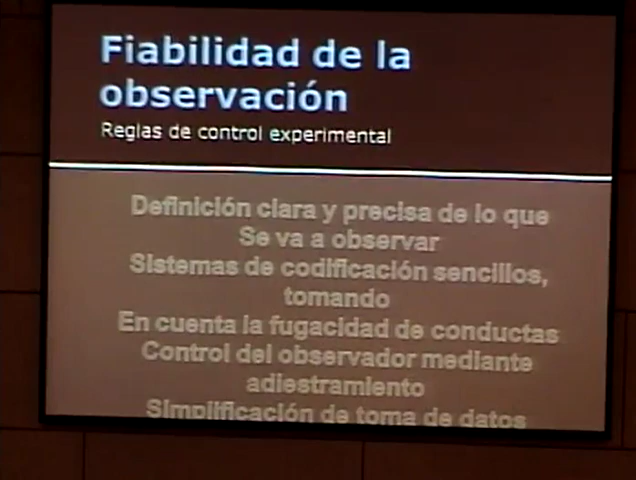 Fiabilidad de la
observación
Reglas de control experimental
Definición clara y precisa de lo que
Se va a observar
Sistemas de codificación sencillos,
tomando
En cuenta la fugacidad de conductas
Control del observador mediante
adiestramiento
Simplificación de toma de datos